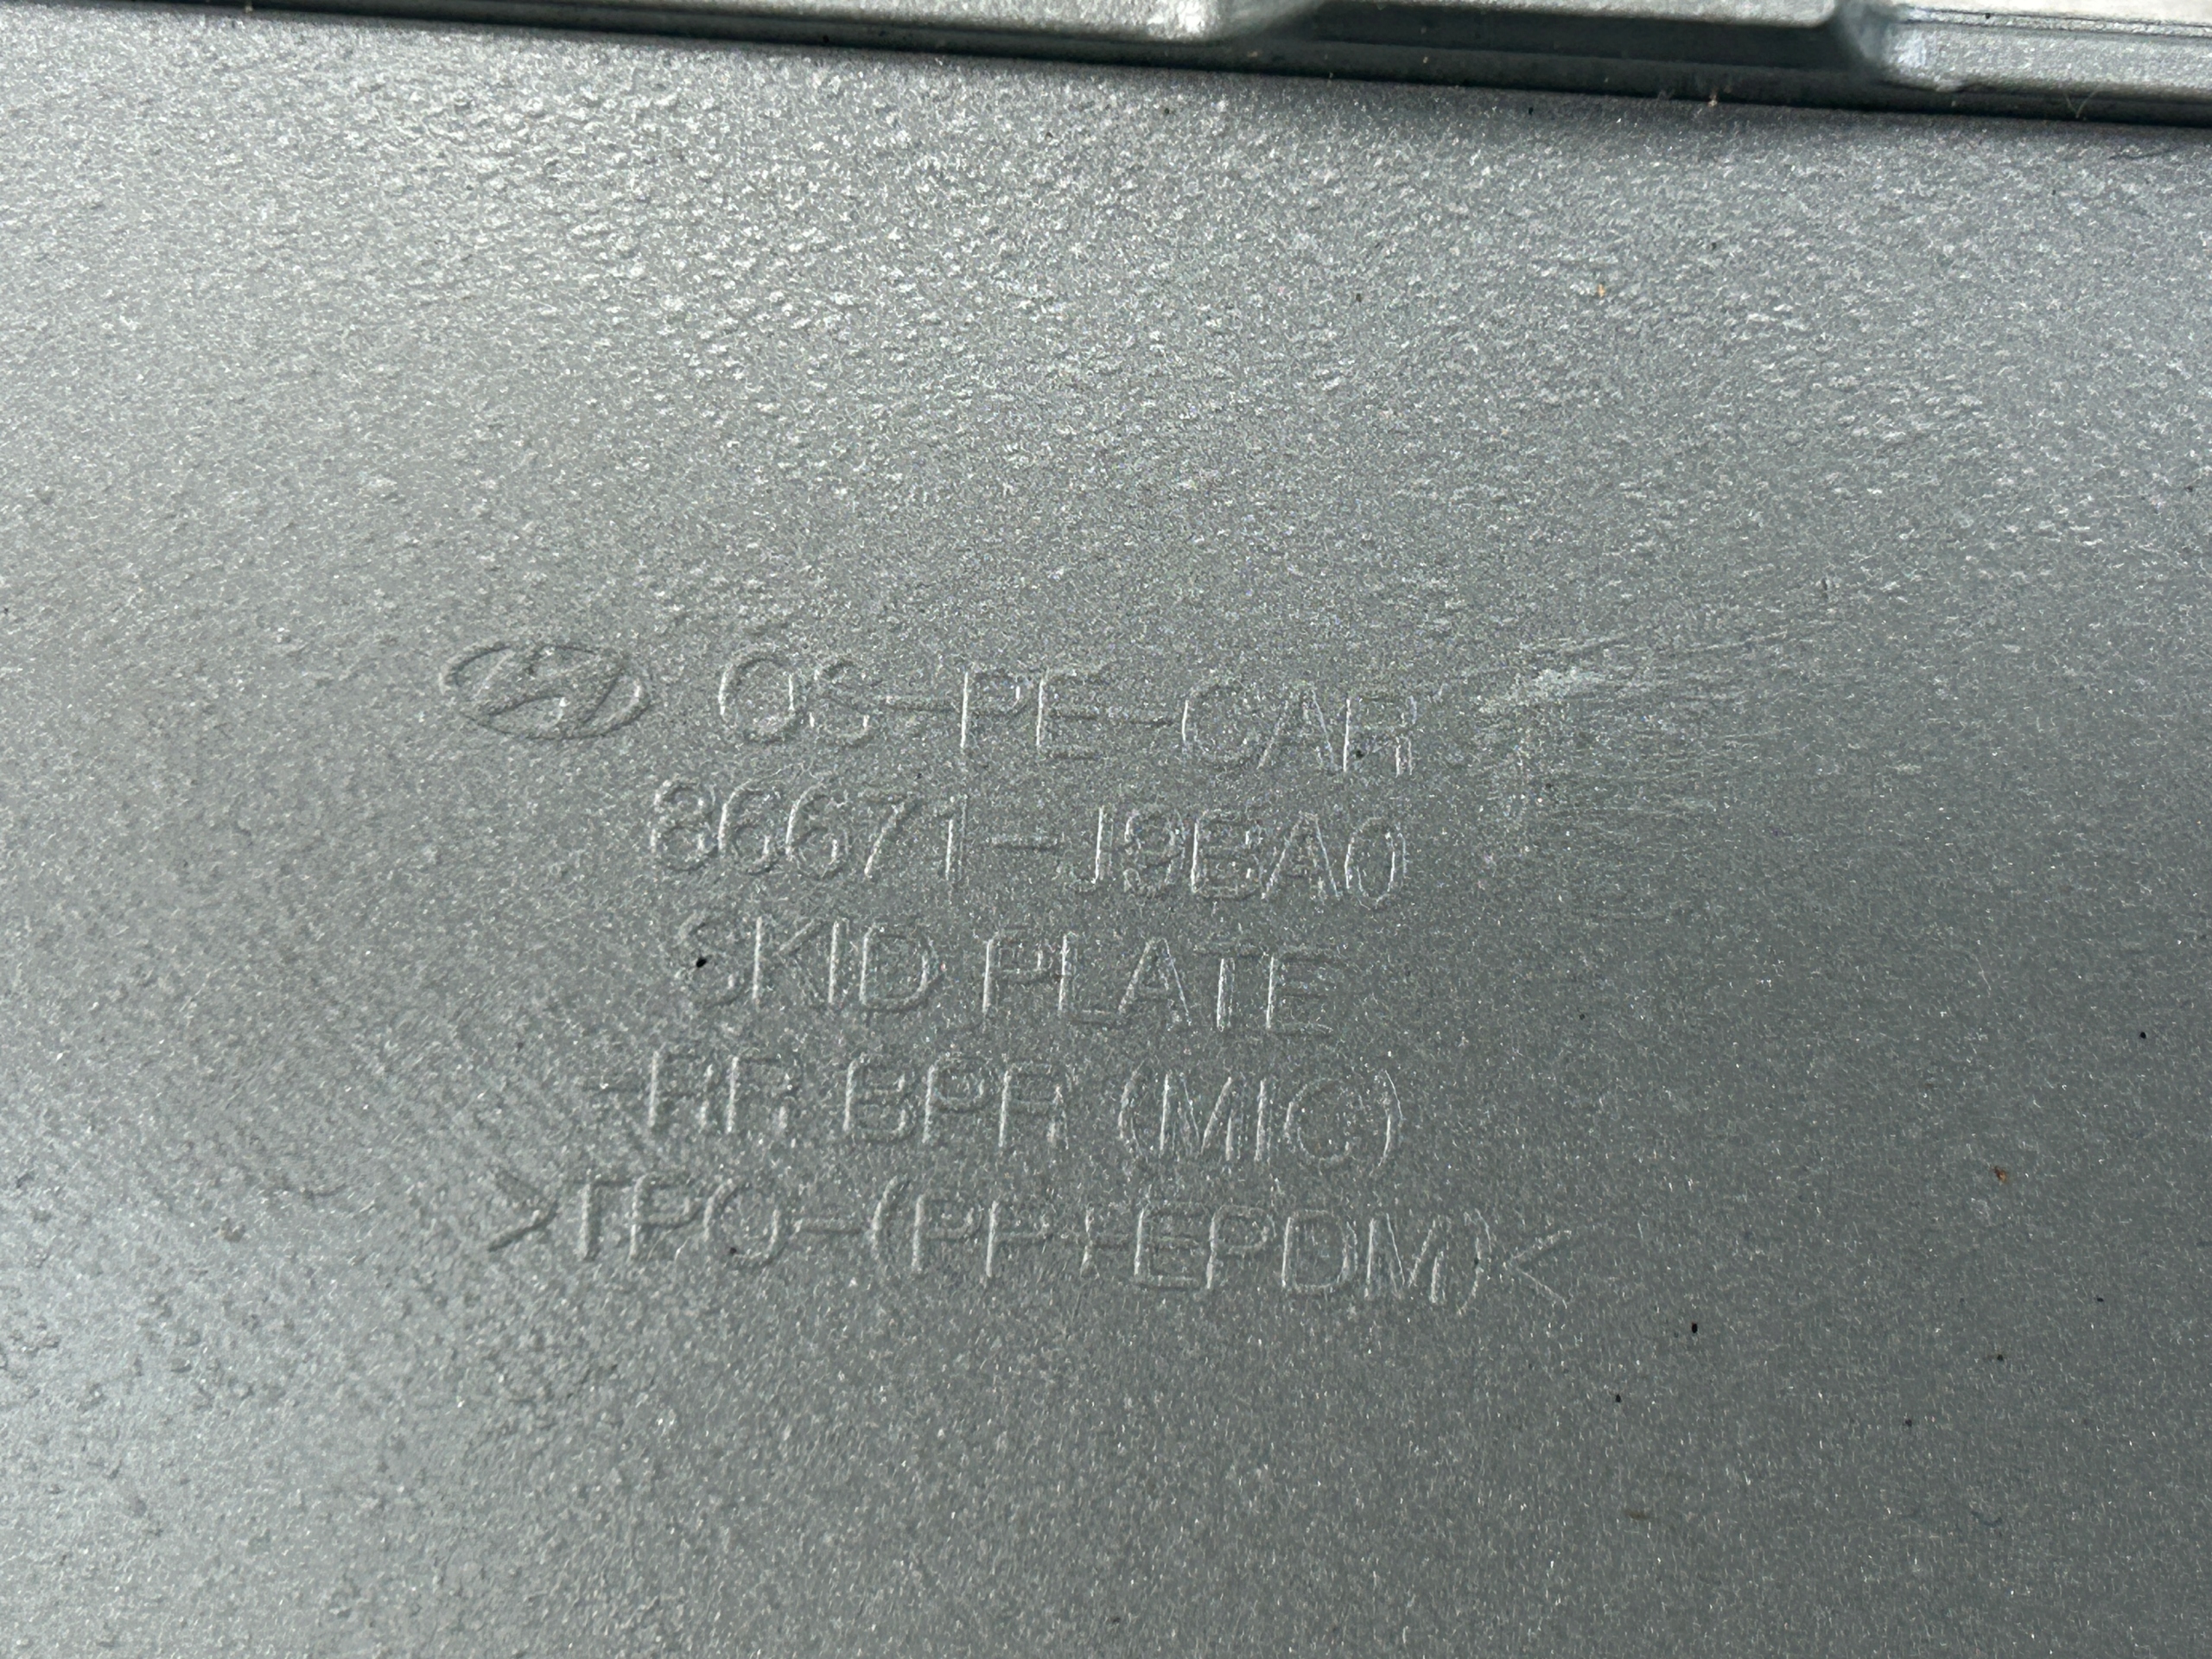 OS-PE-CAR
86671-J9BA0
SKID PLATE
-RR BPR (MIC)
>TPO-(PP+EPDM)<